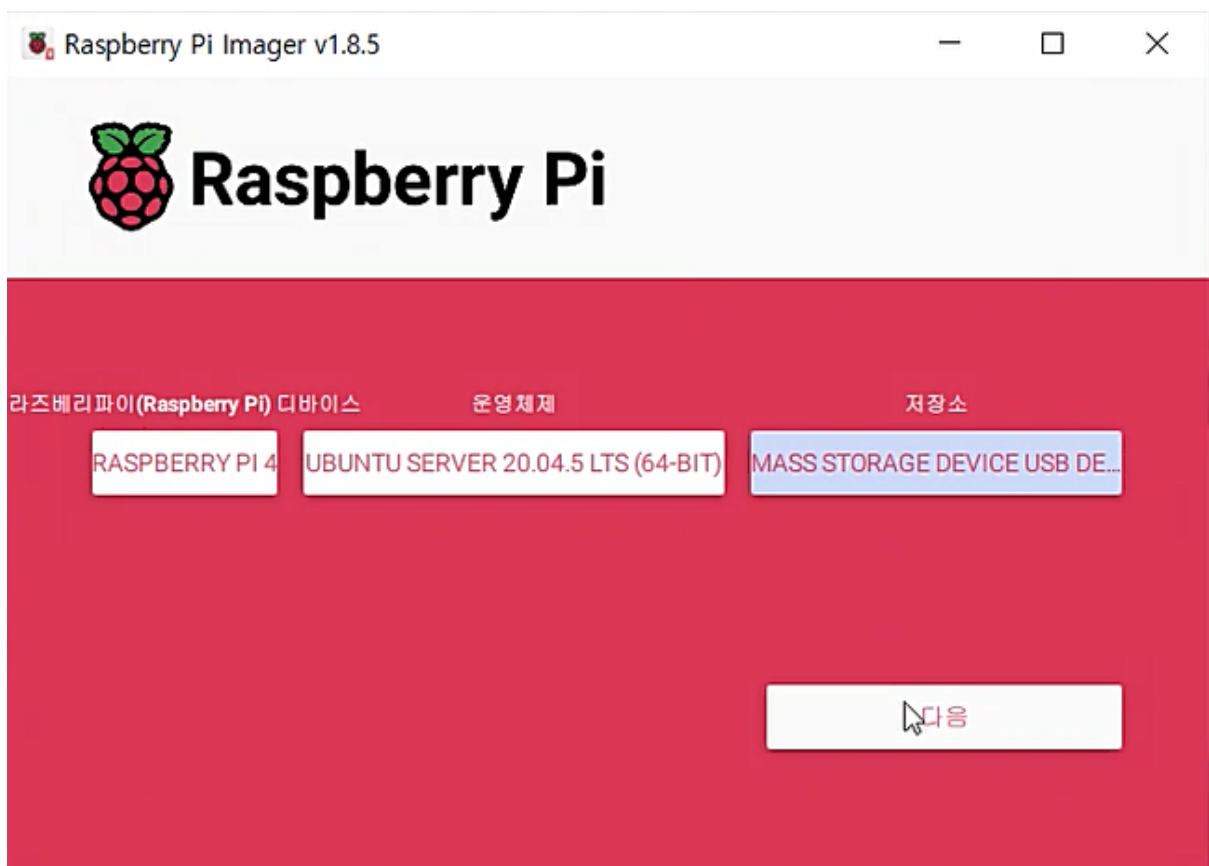 Raspberry Pi Imager v1.8.5
Raspberry Pi
라즈베리파이(Raspberry Pi) 디바이스 운영체제 저장소
RASPBERRY PI 4 UBUNTU SERVER 20.04.5 LTS (64-BIT) MASS STORAGE DEVICE USB DE...
다음